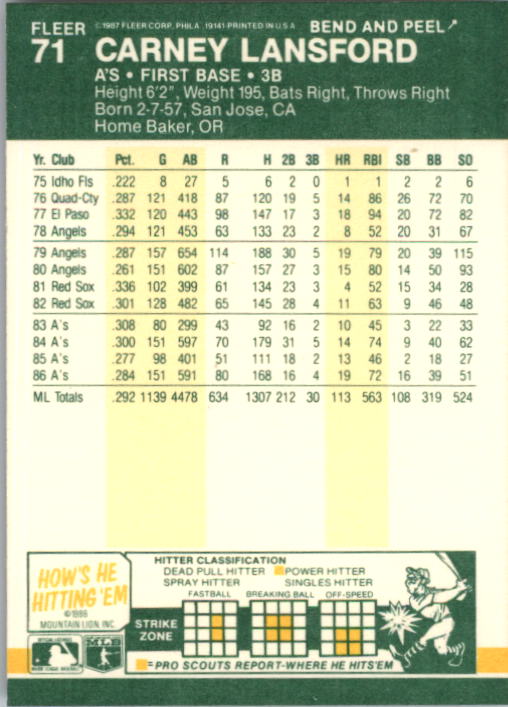 FLEER © 1987 FLEER CORP., PHILA., 19141-PRINTED IN U.S.A. BEND AND PEEL
71 CARNEY LANSFORD
A'S • FIRST BASE • 3B
Height 6'2", Weight 195, Bats Right, Throws Right
Born 2-7-57, San Jose, CA
Home Baker, OR
Yr. Club Pct. G AB R H 2B 3B HR RBI SB BB SO
75 Idho Fls .222 8 27 5 6 2 0 1 1 2 2 6
76 Quad-Cty .287 121 418 87 120 19 5 14 86 26 72 70
77 El Paso .332 120 443 98 147 17 3 18 94 20 72 82
78 Angels .294 121 453 63 133 23 2 8 52 20 31 67
79 Angels .287 157 654 114 188 30 5 19 79 20 39 115
80 Angels .261 151 602 87 157 27 3 15 80 14 50 93
81 Red Sox .336 102 399 61 134 23 3 4 52 15 34 28
82 Red Sox .301 128 482 65 145 28 4 11 63 9 46 48
83 A's .308 80 299 43 92 16 2 10 45 3 22 33
84 A's .300 151 597 70 179 31 5 14 74 9 40 62
85 A's .277 98 401 51 111 18 2 13 46 2 18 27
86 A's .284 151 591 80 168 16 4 19 72 16 39 51
ML Totals .292 1139 4478 634 1307 212 30 113 563 108 319 524
HOW'S HE
HITTING 'EM
©1986
MOUNTAIN LION, INC
MLB
HITTER CLASSIFICATION
DEAD PULL HITTER POWER HITTER
SPRAY HITTER SINGLES HITTER
FASTBALL BREAKING BALL OFF-SPEED
STRIKE
ZONE
= PRO SCOUTS REPORT-WHERE HE HITS'EM